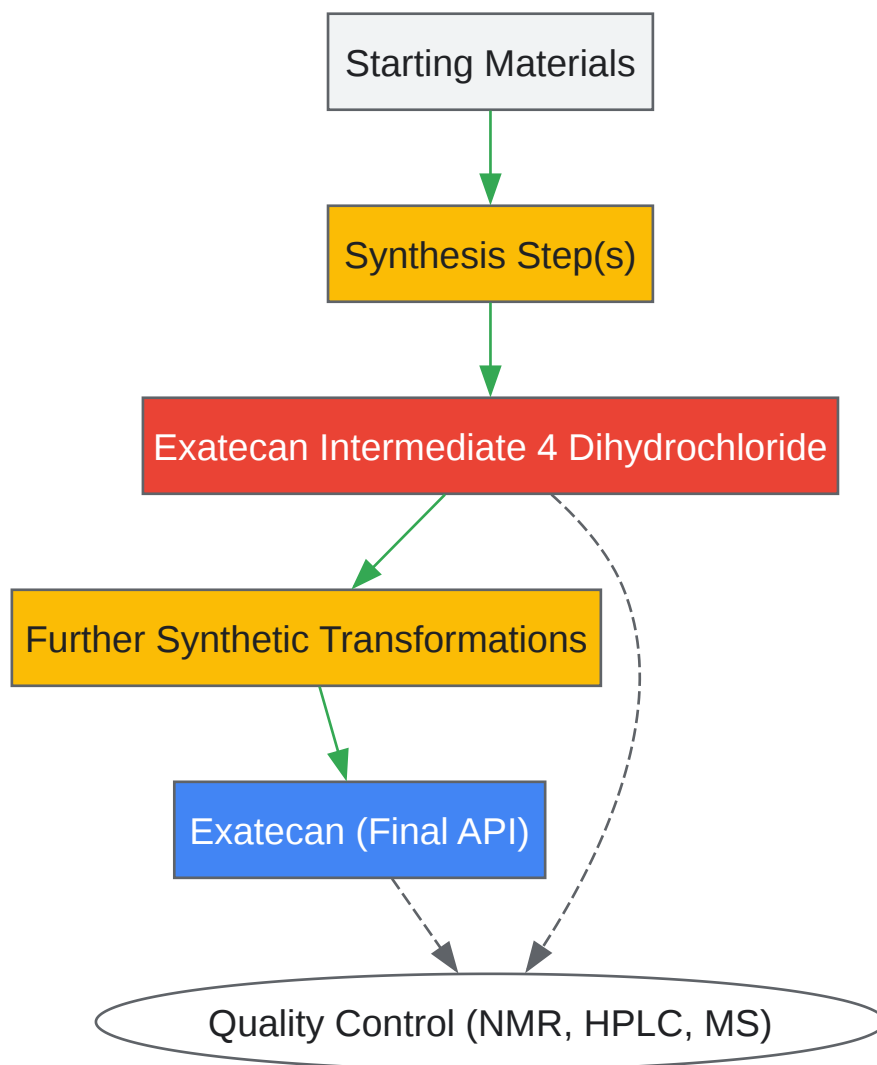 Starting Materials
Synthesis Step(s)
Exatecan Intermediate 4 Dihydrochloride
Further Synthetic Transformations
Exatecan (Final API)
Quality Control (NMR, HPLC, MS)